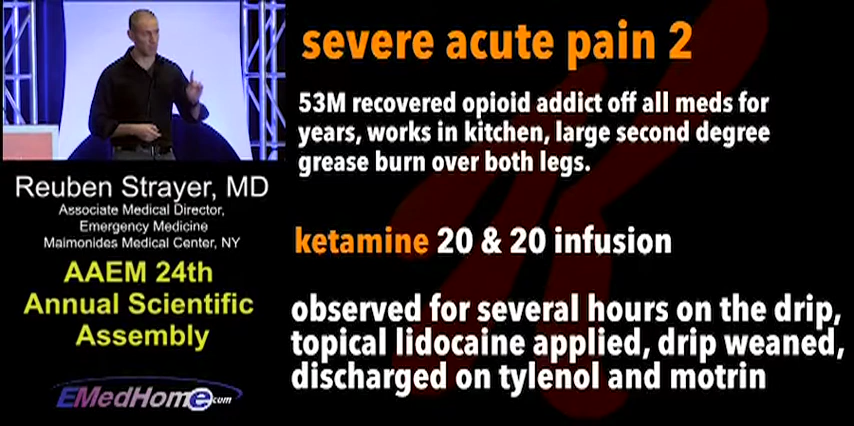 severe acute pain 2
53M recovered opioid addict off all meds for
years, works in kitchen, large second degree
grease burn over both legs.
ketamine 20 & 20 infusion
observed for several hours on the drip,
topical lidocaine applied, drip weaned,
discharged on tylenol and motrin
Reuben Strayer, MD
Associate Medical Director,
Emergency Medicine
Maimonides Medical Center, NY
AAEM 24th
Annual Scientific
Assembly
EMedHome.com